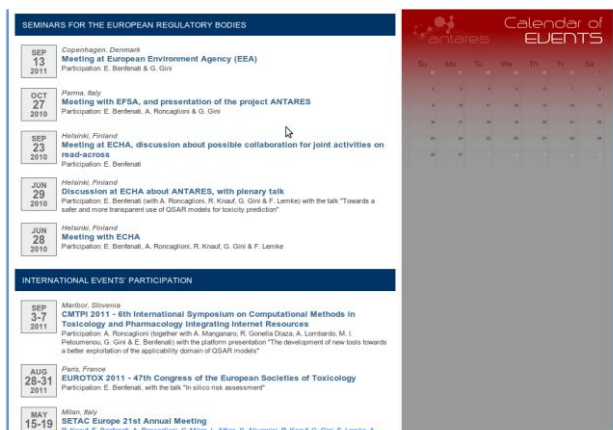 SEMINARS FOR THE EUROPEAN REGULATORY BODIES
SEP
13
2011
Copenhagen, Denmark
Meeting at European Environment Agency (EEA)
Participation: E. Benfenati & G. Gini
OCT
27
2010
Parma, Italy
Meeting with EFSA, and presentation of the project ANTARES
Participation: E. Benfenati, A. Roncaglioni & G. Gini
SEP
23
2010
Helsinki, Finland
Meeting at ECHA, discussion about possible collaboration for joint activities on
read-across
Participation: E. Benfenati
JUN
29
2010
Helsinki, Finland
Discussion at ECHA about ANTARES, with plenary talk
Participation: E. Benfenati (with A. Roncaglioni, R. Knauf, G. Gini & F. Lemke) with the talk "Towards a
safer and more transparent use of QSAR models for toxicity prediction"
JUN
28
2010
Helsinki, Finland
Meeting with ECHA
Participation: E. Benfenati, A. Roncaglioni, R. Knauf, G. Gini & F. Lemke
INTERNATIONAL EVENTS' PARTICIPATION
SEP
3-7
2011
Maribor, Slovenia
CMTPI 2011 - 6th International Symposium on Computational Methods in
Toxicology and Pharmacology Integrating Internet Resources
Participation: A. Roncaglioni (together with A. Manganaro, R. Gonella Diaza, A. Lombardo, M. I.
Petoumenou, G. Gini & E. Benfenati) with the platform presentation "The development of new tools towards
a better exploitation of the applicability domain of QSAR models"
AUG
28-31
2011
Paris, France
EUROTOX 2011 - 47th Congress of the European Societies of Toxicology
Participation: E. Benfenati, with the talk "In silico risk assessment"
MAY
15-19
Milan, Italy
SETAC Europe 21st Annual Meeting
antares
Calendar of
EVENTS
Su Mo Tu We Th Fr Sa